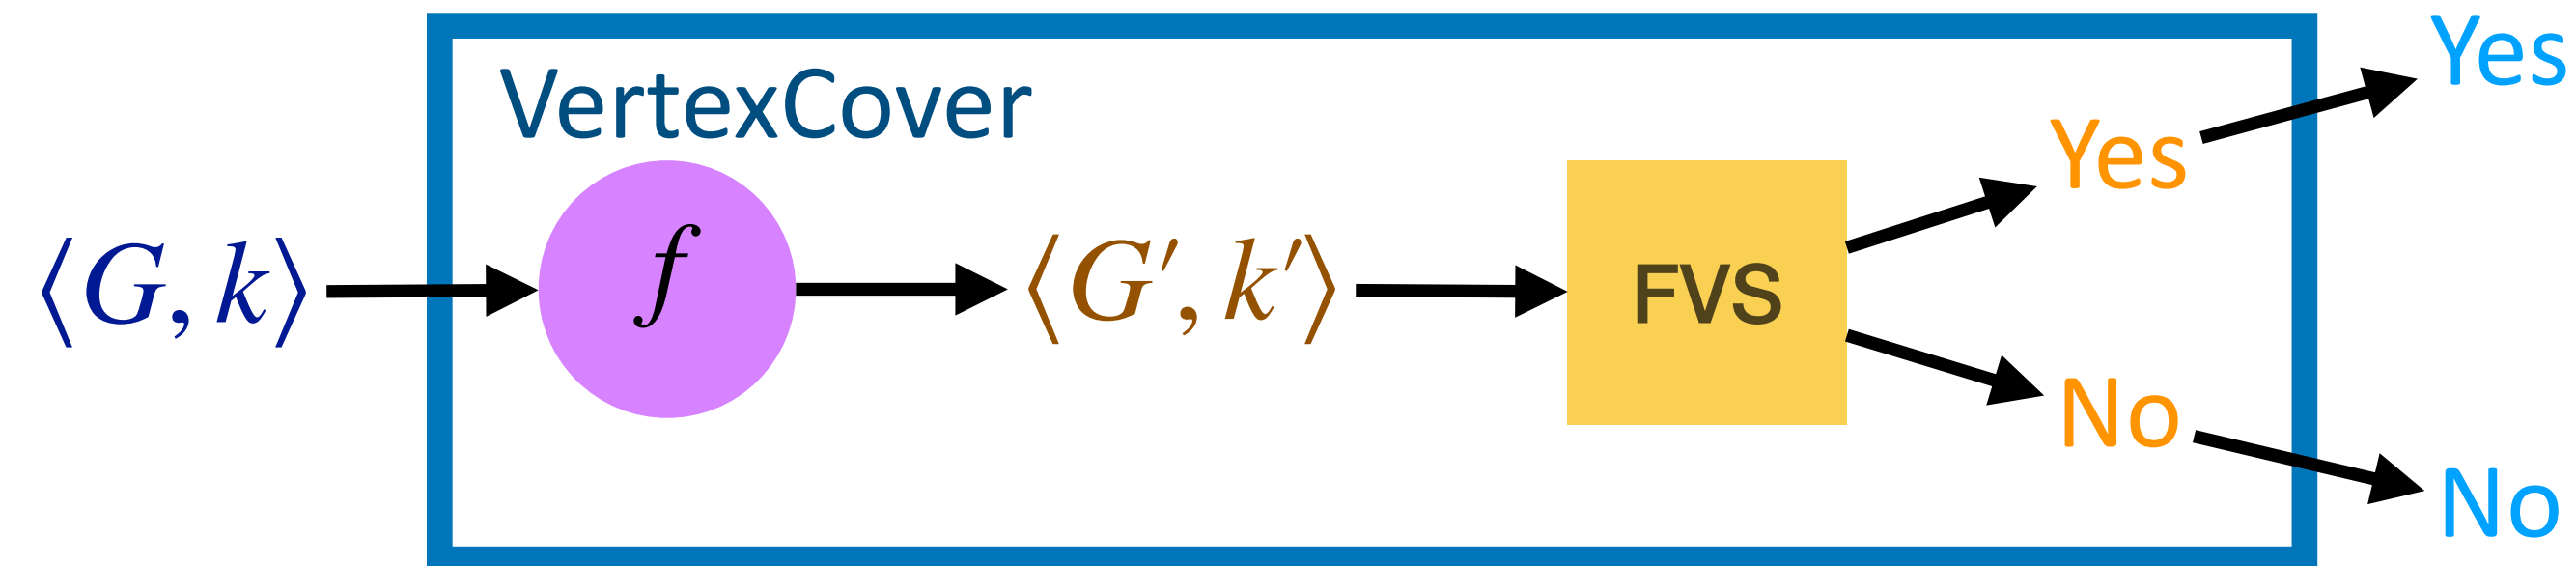 VertexCover
⟨G, k⟩
f
⟨G′, k′⟩
FVS
Yes
No
Yes
No